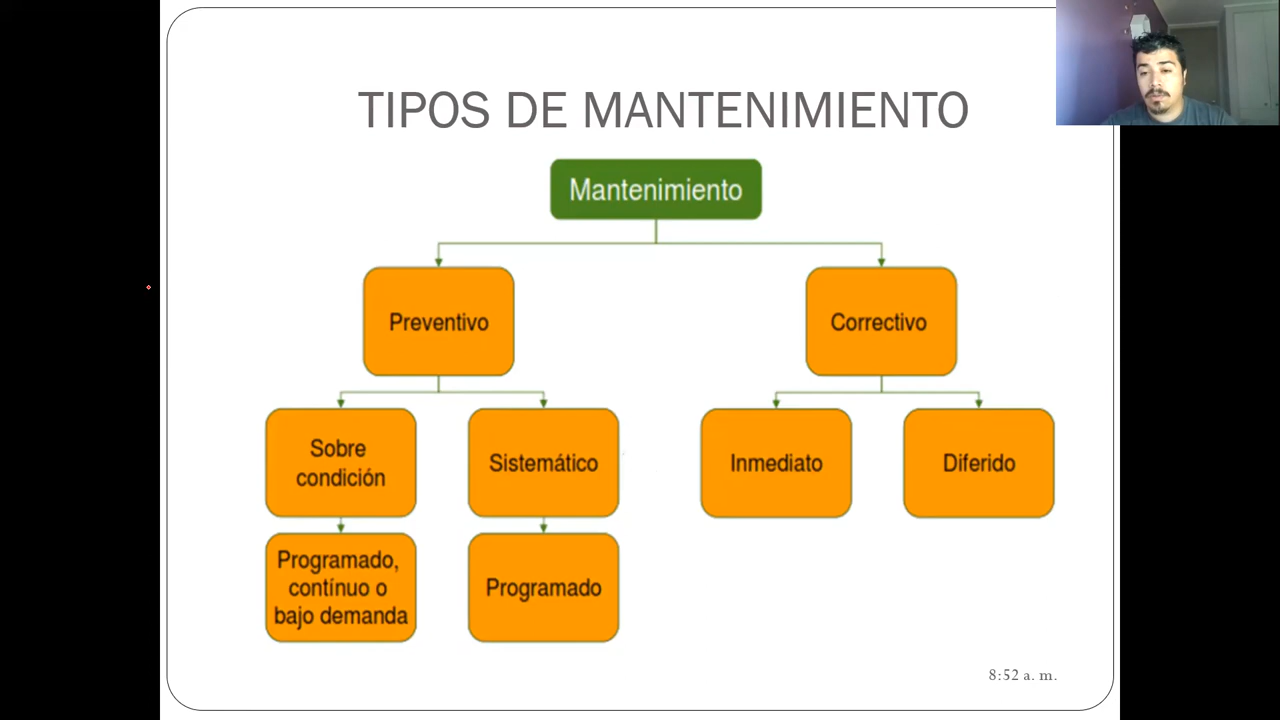 TIPOS DE MANTENIMIENTO
Mantenimiento
Preventivo
Correctivo
Sobre
condición
Sistemático
Inmediato
Diferido
Programado,
contínuo o
bajo demanda
Programado
8:52 a. m.